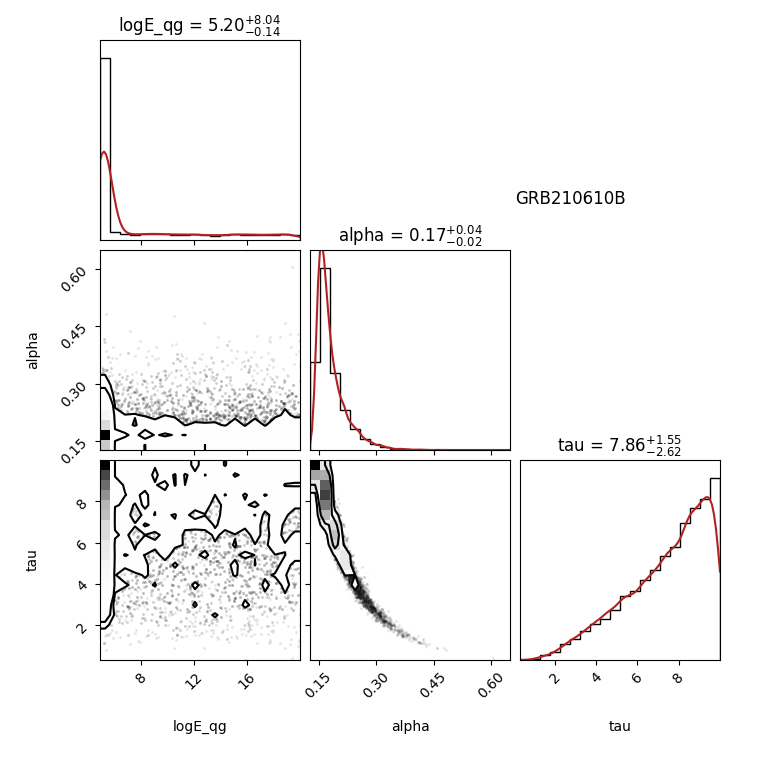 logE_qg = 5.20+8.04−0.14
GRB210610B
alpha = 0.17+0.04−0.02
0.60
0.45
0.30
0.15
alpha
tau = 7.86+1.55−2.62
8
6
4
2
tau
8 12 16 0.15 0.30 0.45 0.60 2 4 6 8
logE_qg alpha tau